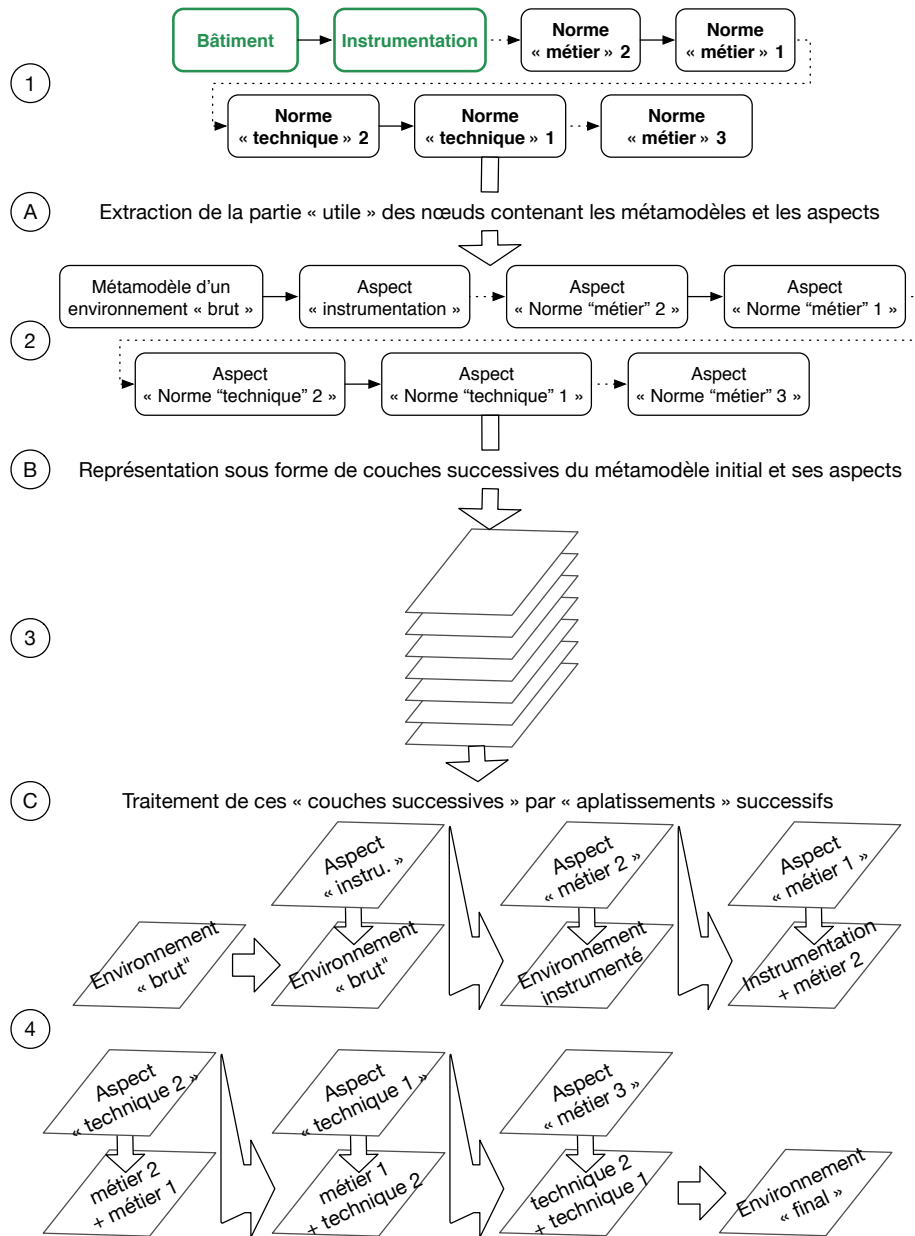 Bâtiment
Instrumentation
Norme
« métier » 2
Norme
« métier » 1
1
Norme
« technique » 2
Norme
« technique » 1
Norme
« métier » 3
A
Extraction de la partie « utile » des nœuds contenant les métamodèles et les aspects
Métamodèle d'un
environnement « brut »
Aspect
« instrumentation »
Aspect
« Norme “métier” 2 »
Aspect
« Norme “métier” 1 »
2
Aspect
« Norme “technique” 2 »
Aspect
« Norme “technique” 1 »
Aspect
« Norme “métier” 3 »
B
Représentation sous forme de couches successives du métamodèle initial et ses aspects
3
C
Traitement de ces « couches successives » par « aplatissements » successifs
Aspect
« instru. »
Aspect
« métier 2 »
Aspect
« métier 1 »
Environnement
« brut"
Environnement
« brut"
Environnement
instrumenté
Instrumentation
+ métier 2
4
Aspect
« technique 2 »
Aspect
« technique 1 »
Aspect
« métier 3 »
métier 2
+ métier 1
métier 1
+ technique 2
technique 2
+ technique 1
Environnement
« final »